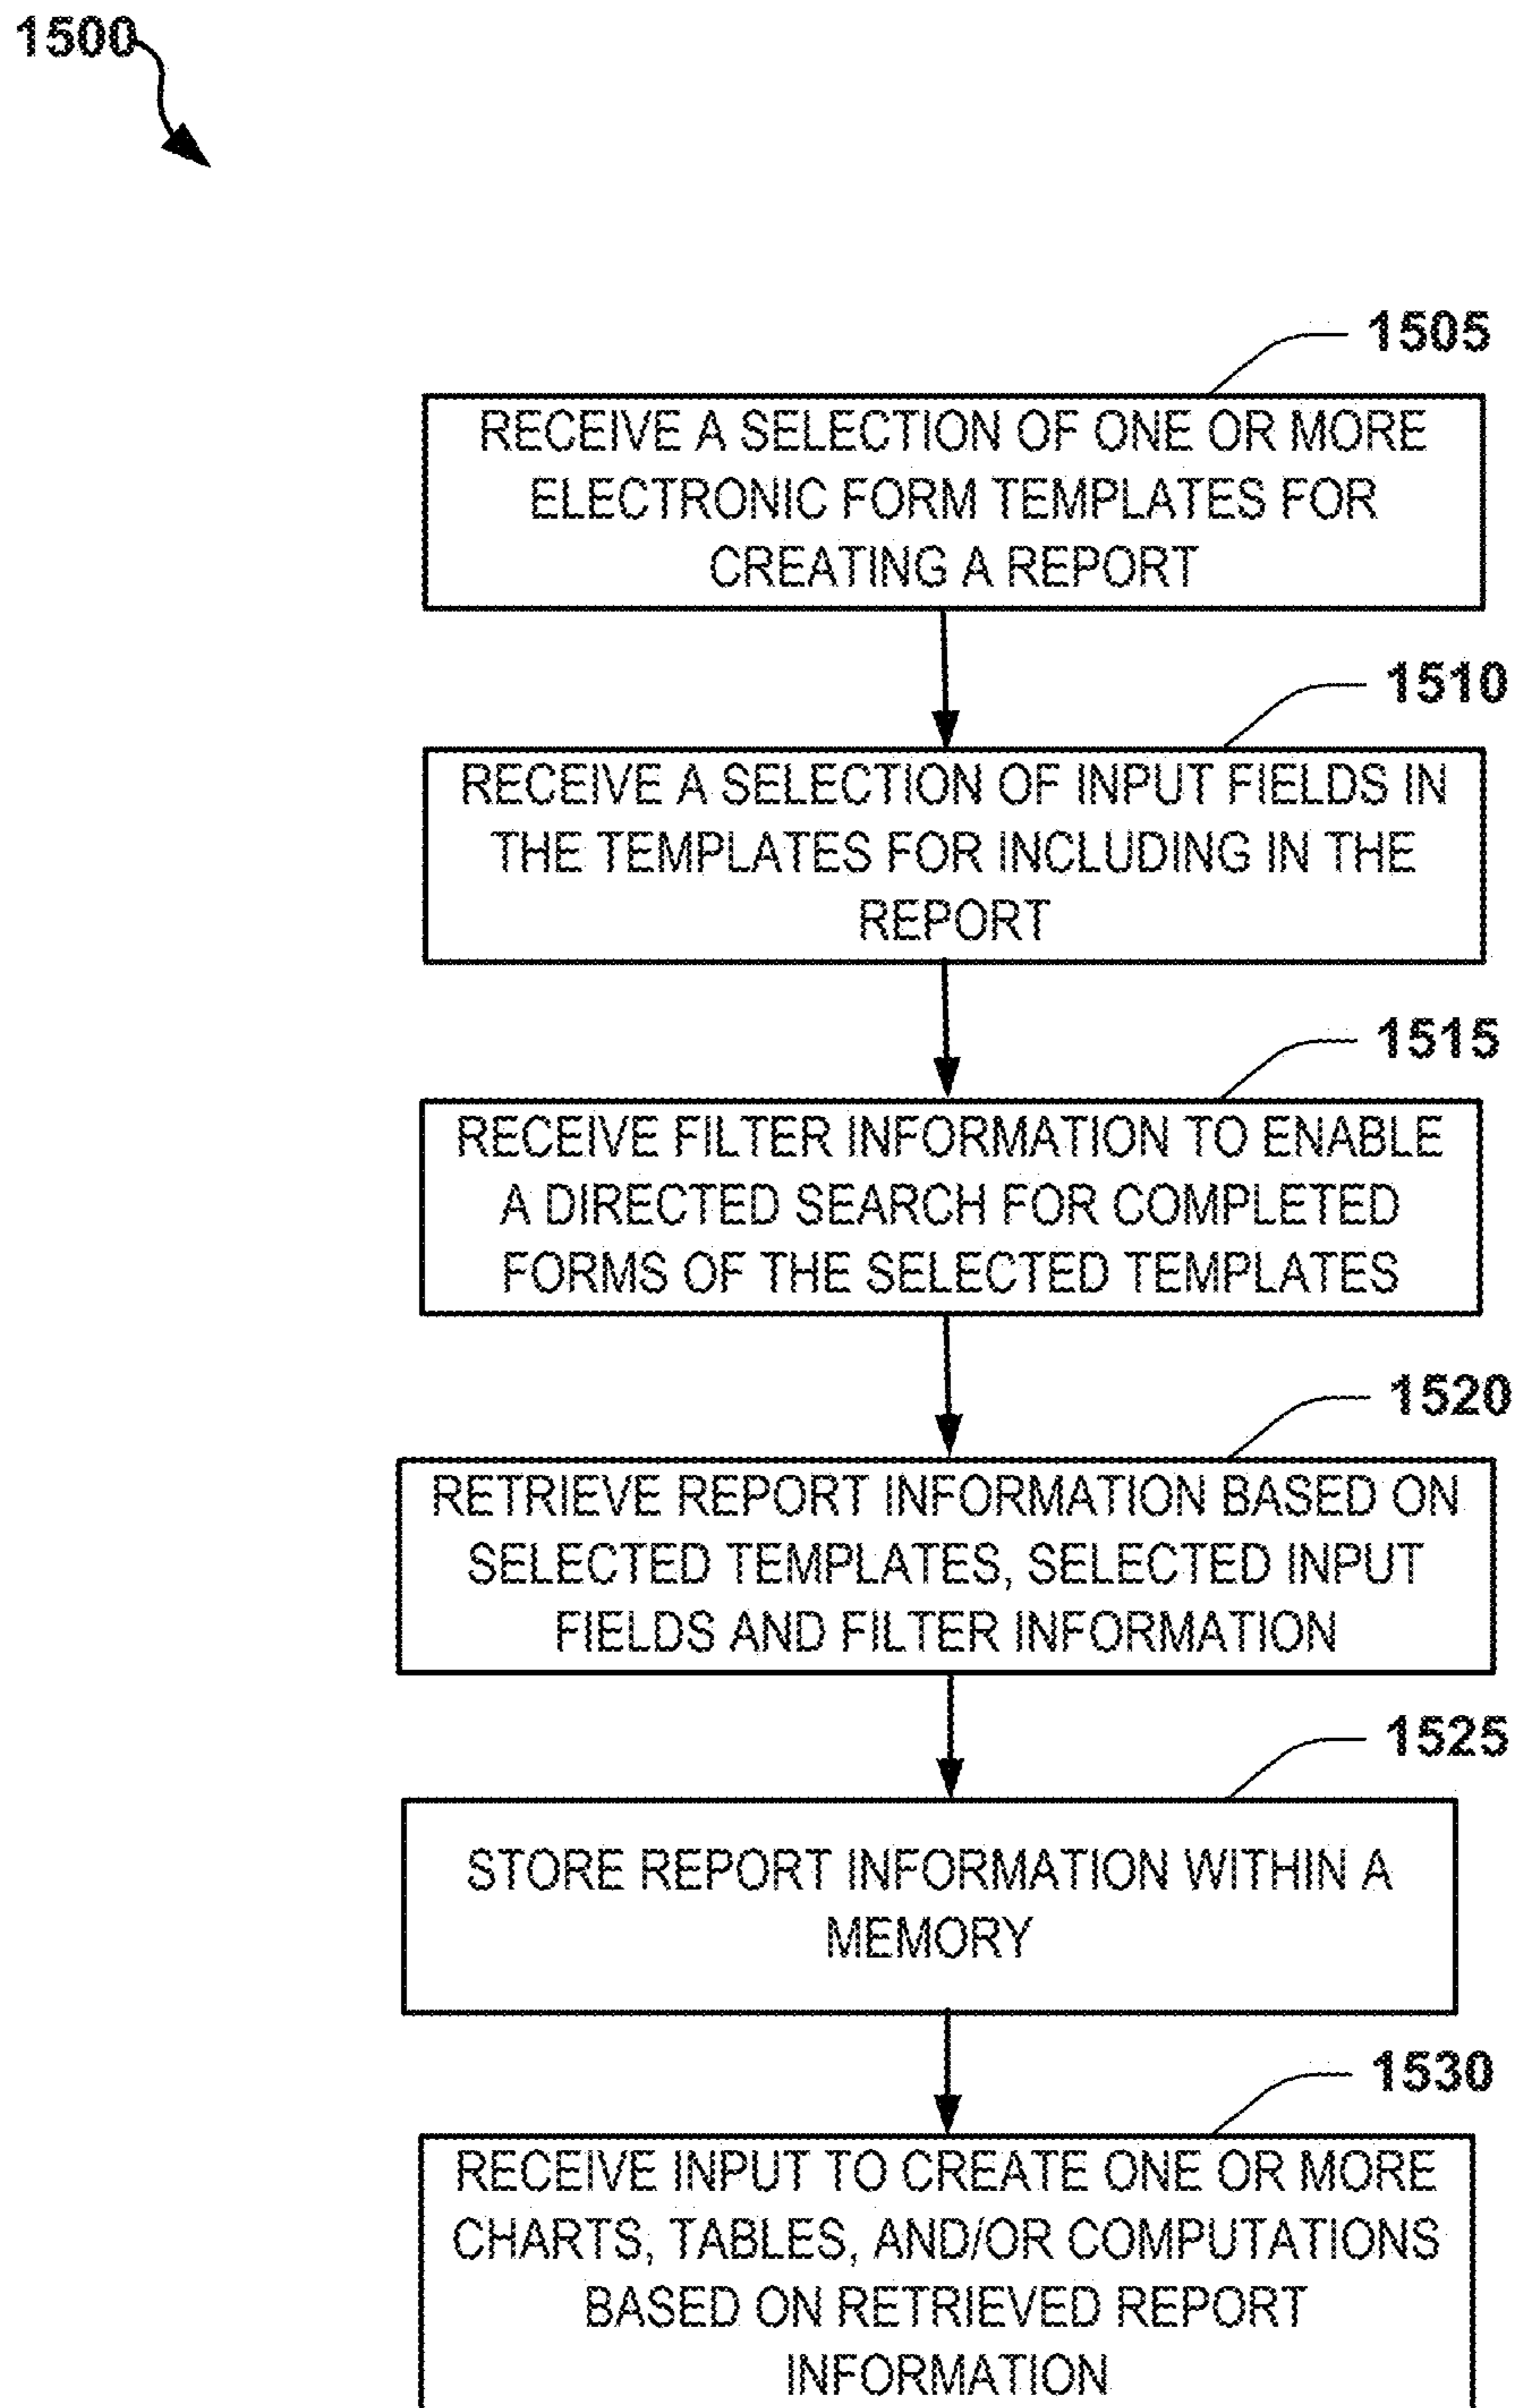 1500
1505
RECEIVE A SELECTION OF ONE OR MORE
ELECTRONIC FORM TEMPLATES FOR
CREATING A REPORT
1510
RECEIVE A SELECTION OF INPUT FIELDS IN
THE TEMPLATES FOR INCLUDING IN THE
REPORT
1515
RECEIVE FILTER INFORMATION TO ENABLE
A DIRECTED SEARCH FOR COMPLETED
FORMS OF THE SELECTED TEMPLATES
1520
RETRIEVE REPORT INFORMATION BASED ON
SELECTED TEMPLATES, SELECTED INPUT
FIELDS AND FILTER INFORMATION
1525
STORE REPORT INFORMATION WITHIN A
MEMORY
1530
RECEIVE INPUT TO CREATE ONE OR MORE
CHARTS, TABLES, AND/OR COMPUTATIONS
BASED ON RETRIEVED REPORT
INFORMATION